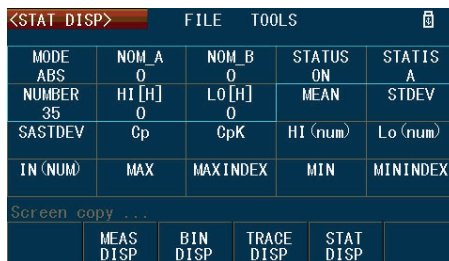 <STAT DISP> FILE TOOLS
MODE NOM_A NOM_B STATUS STATIS
ABS 0 0 ON A
NUMBER HI[H] LO[H] MEAN STDEV
35 0 0
SASTDEV Cp CpK HI(num) Lo(num)
IN(NUM) MAX MAXINDEX MIN MININDEX
Screen copy ...
MEAS BIN TRACE STAT
DISP DISP DISP DISP